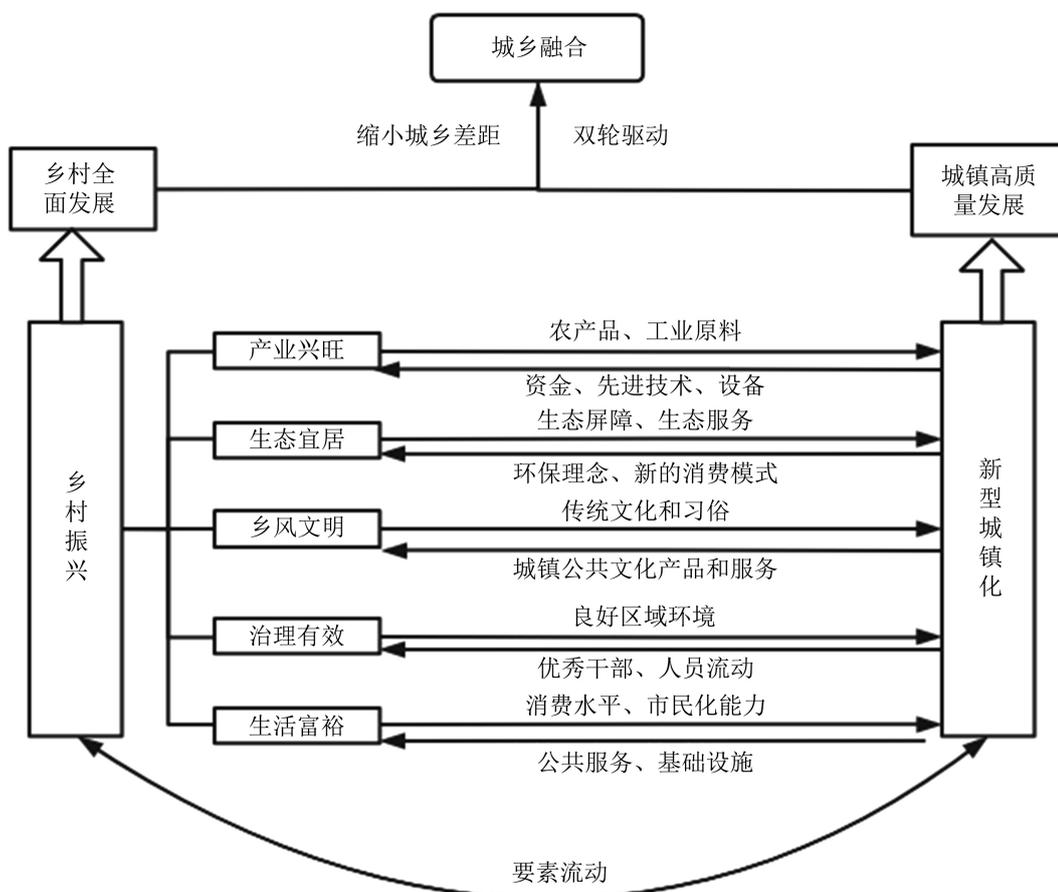 城乡融合
缩小城乡差距
双轮驱动
乡村全
面发展
城镇高质
量发展
乡村振兴
产业兴旺
农产品、工业原料
资金、先进技术、设备
生态宜居
生态屏障、生态服务
环保理念、新的消费模式
乡风文明
传统文化和习俗
城镇公共文化产品和服务
治理有效
良好区域环境
优秀干部、人员流动
生活富裕
消费水平、市民化能力
公共服务、基础设施
新型城镇化
要素流动